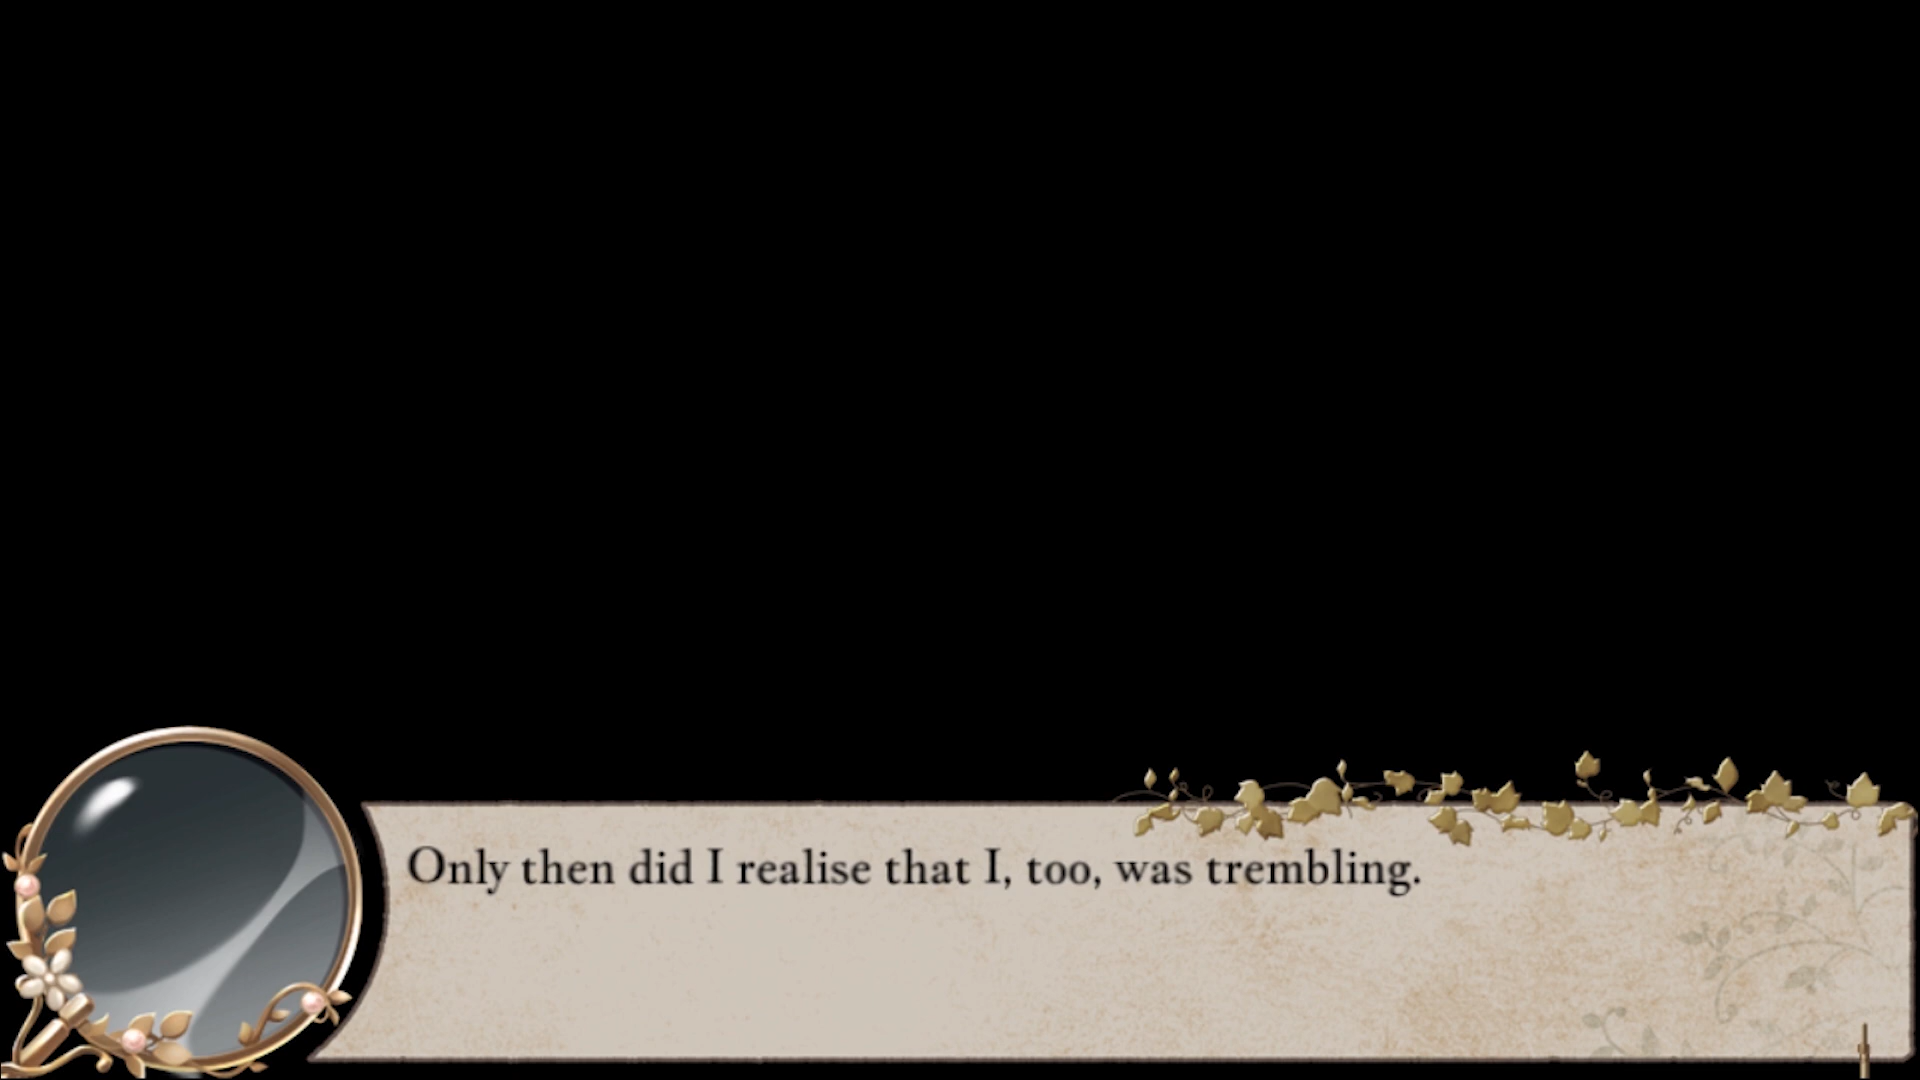 Only then did I realise that I, too, was trembling.